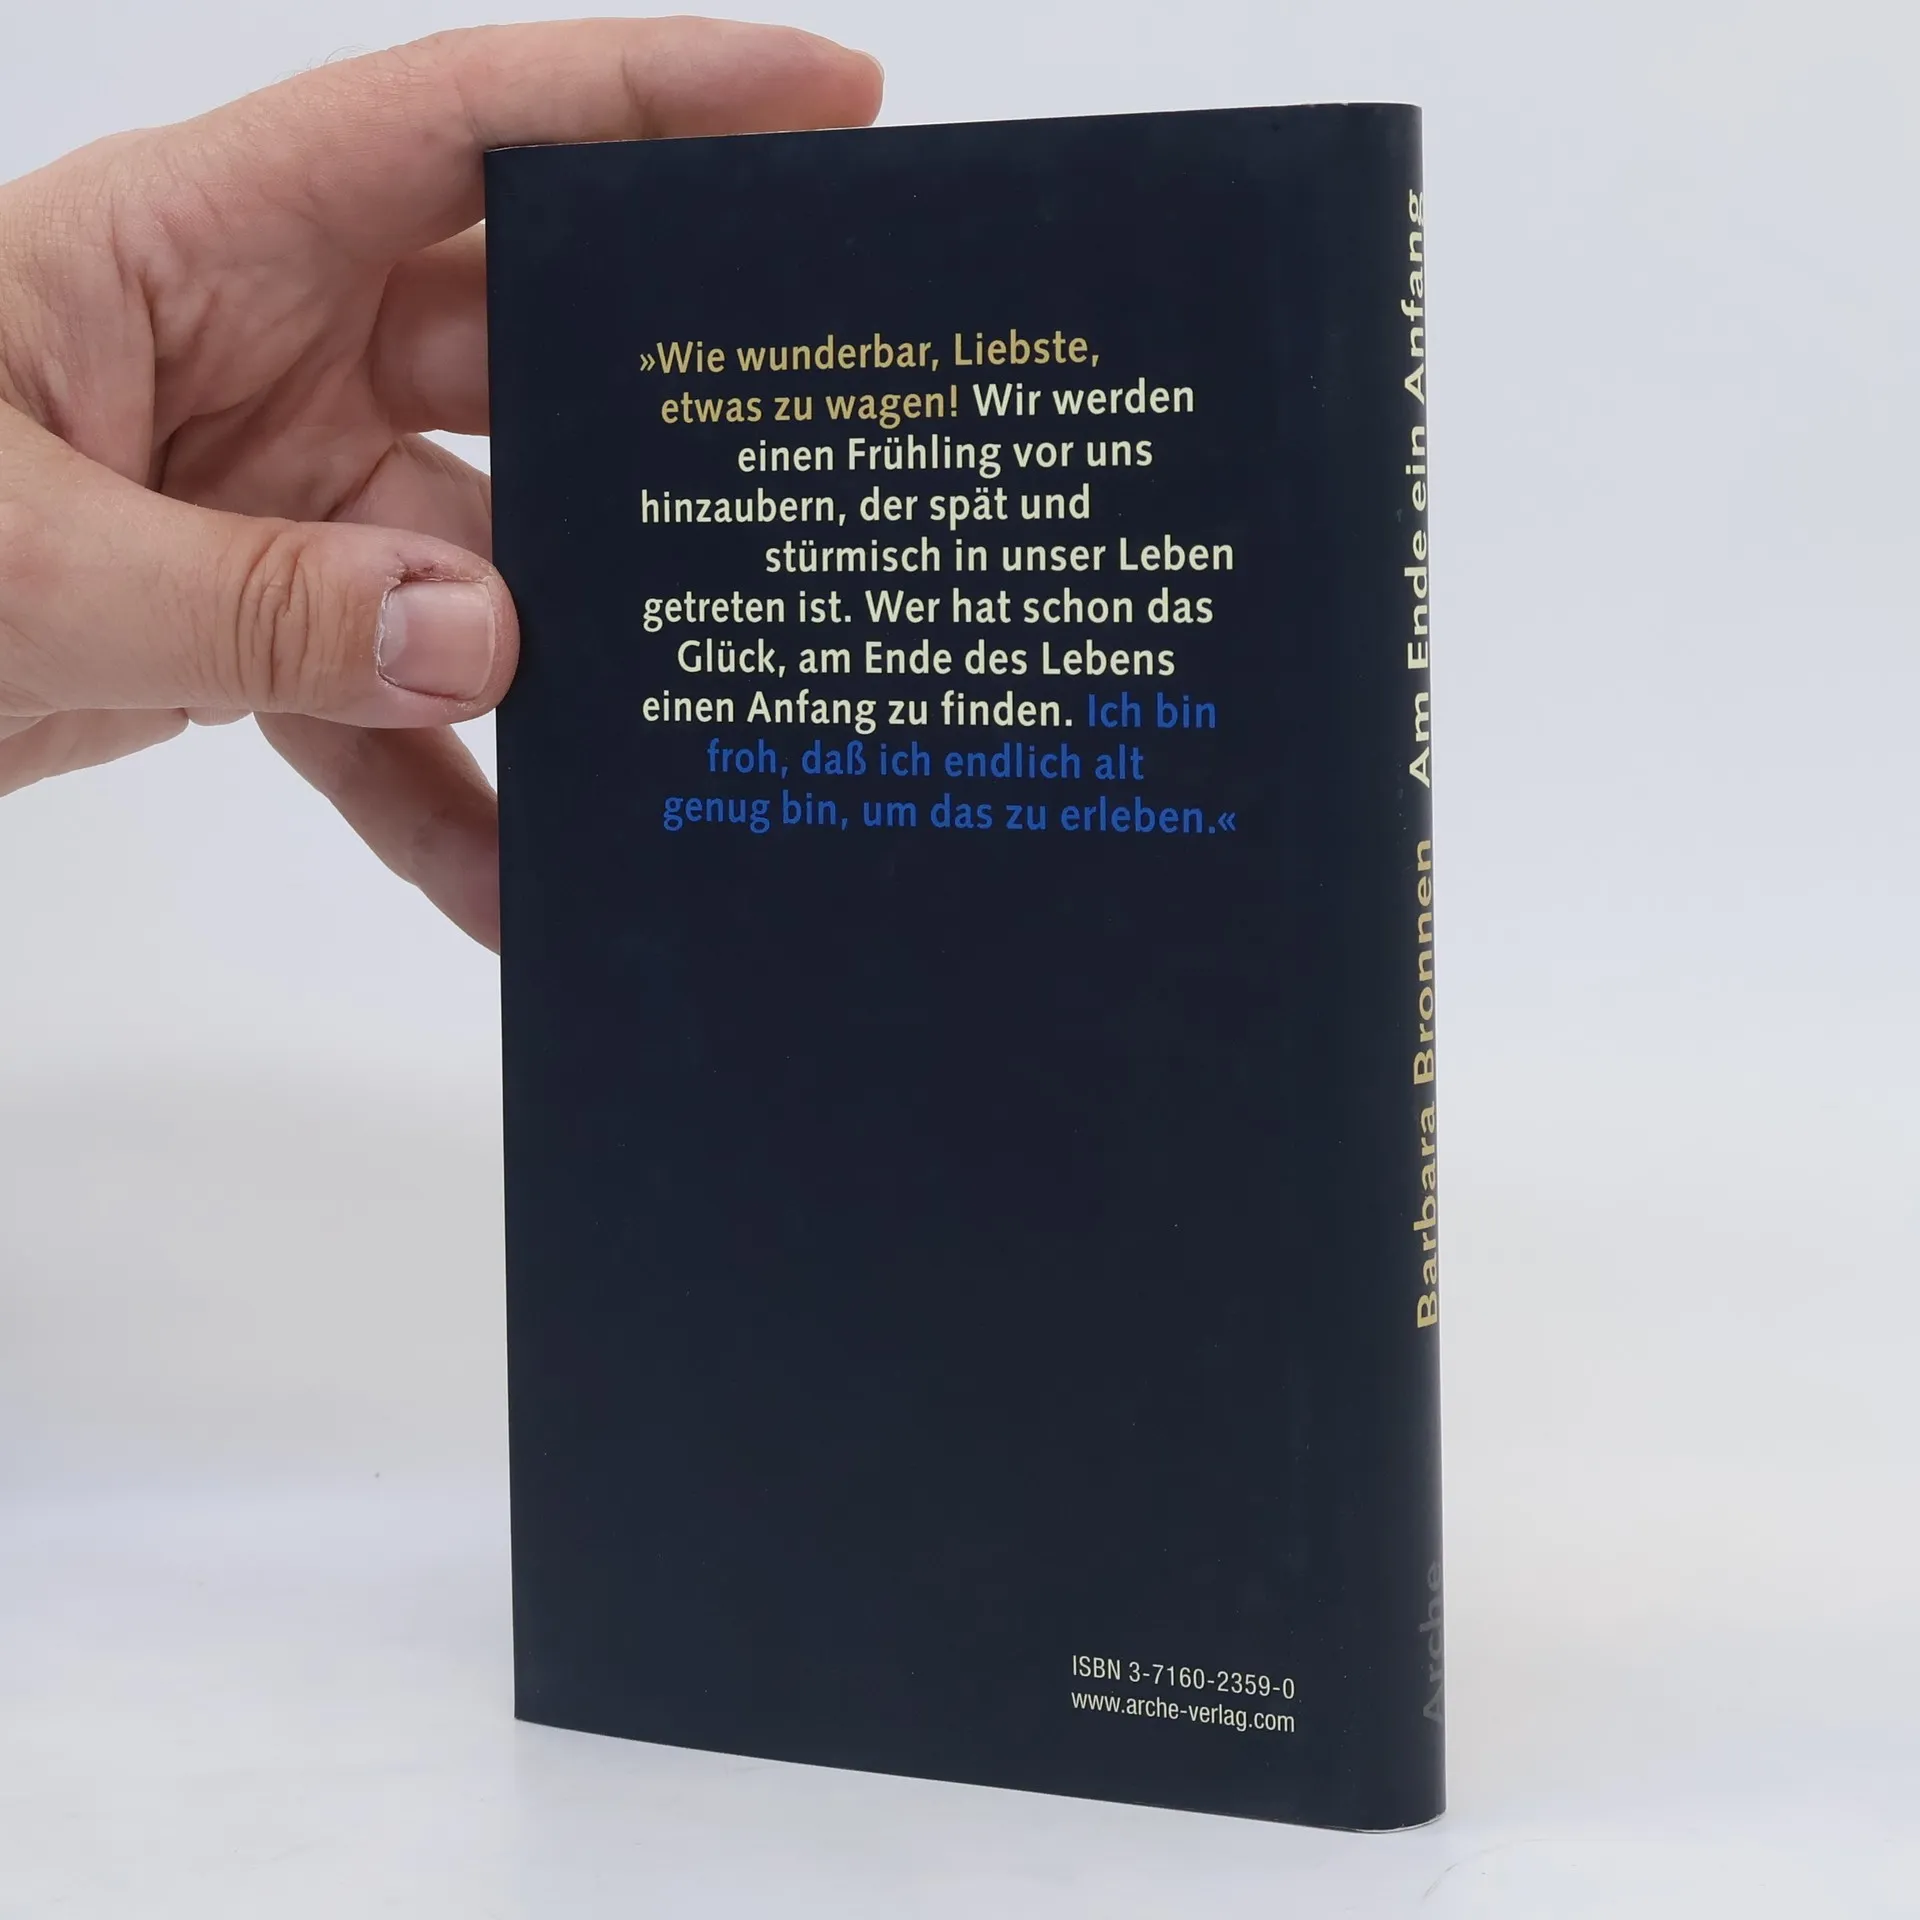 »Wie wunderbar, Liebste,
etwas zu wagen! Wir werden
einen Frühling vor uns
hinzaubern, der spät und
stürmisch in unser Leben
getreten ist. Wer hat schon das
Glück, am Ende des Lebens
einen Anfang zu finden. Ich bin
froh, daß ich endlich alt
genug bin, um das zu erleben.«
ISBN 3-7160-2359-0
www.arche-verlag.com
Arche Barbara Bronnen Am Ende ein Anfang